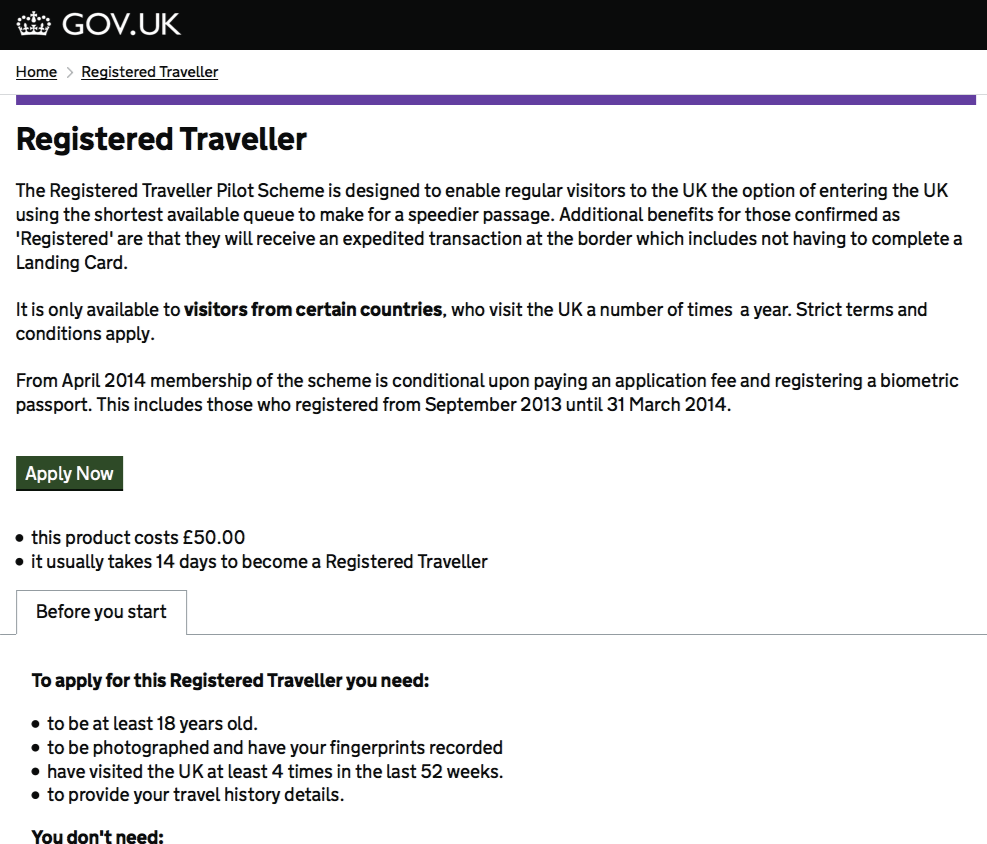 GOV.UK
Home > Registered Traveller
Registered Traveller
The Registered Traveller Pilot Scheme is designed to enable regular visitors to the UK the option of entering the UK
using the shortest available queue to make for a speedier passage. Additional benefits for those confirmed as
'Registered' are that they will receive an expedited transaction at the border which includes not having to complete a
Landing Card.
It is only available to visitors from certain countries, who visit the UK a number of times a year. Strict terms and
conditions apply.
From April 2014 membership of the scheme is conditional upon paying an application fee and registering a biometric
passport. This includes those who registered from September 2013 until 31 March 2014.
Apply Now
• this product costs £50.00
• it usually takes 14 days to become a Registered Traveller
Before you start
To apply for this Registered Traveller you need:
• to be at least 18 years old.
• to be photographed and have your fingerprints recorded
• have visited the UK at least 4 times in the last 52 weeks.
• to provide your travel history details.
You don't need: